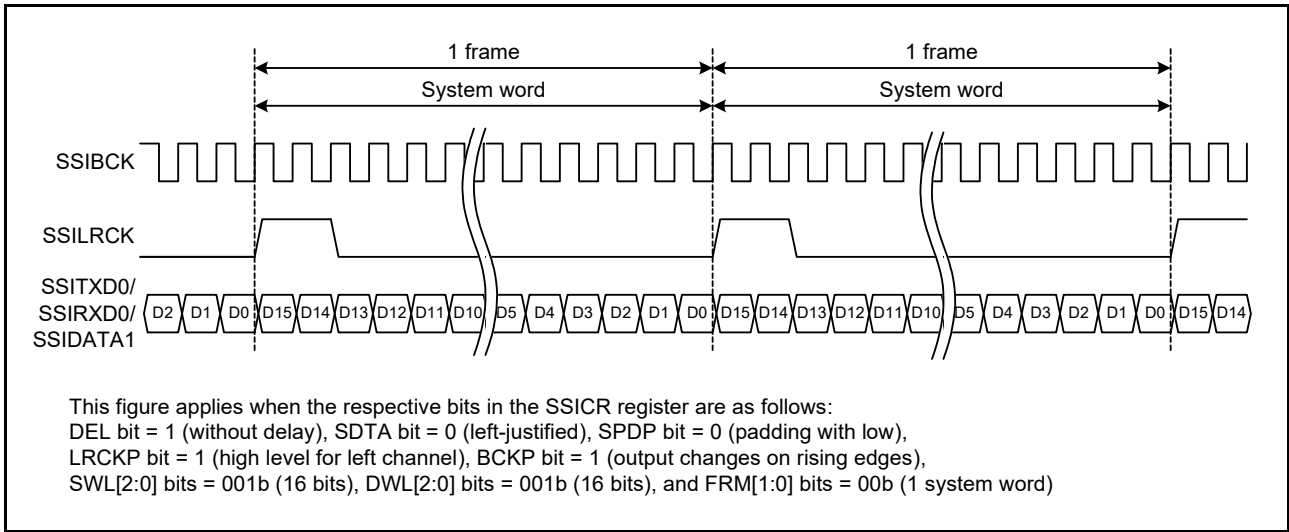 1 frame 1 frame
System word System word
SSIBCK
SSILRCK
SSITXD0/
SSIRXD0/
SSIDATA1
D2 D1 D0 D15 D14 D13 D12 D11 D10 D5 D4 D3 D2 D1 D0 D15 D14 D13 D12 D11 D10 D5 D4 D3 D2 D1 D0 D15 D14
This figure applies when the respective bits in the SSICR register are as follows:
DEL bit = 1 (without delay), SDTA bit = 0 (left-justified), SPDP bit = 0 (padding with low),
LRCKP bit = 1 (high level for left channel), BCKP bit = 1 (output changes on rising edges),
SWL[2:0] bits = 001b (16 bits), DWL[2:0] bits = 001b (16 bits), and FRM[1:0] bits = 00b (1 system word)